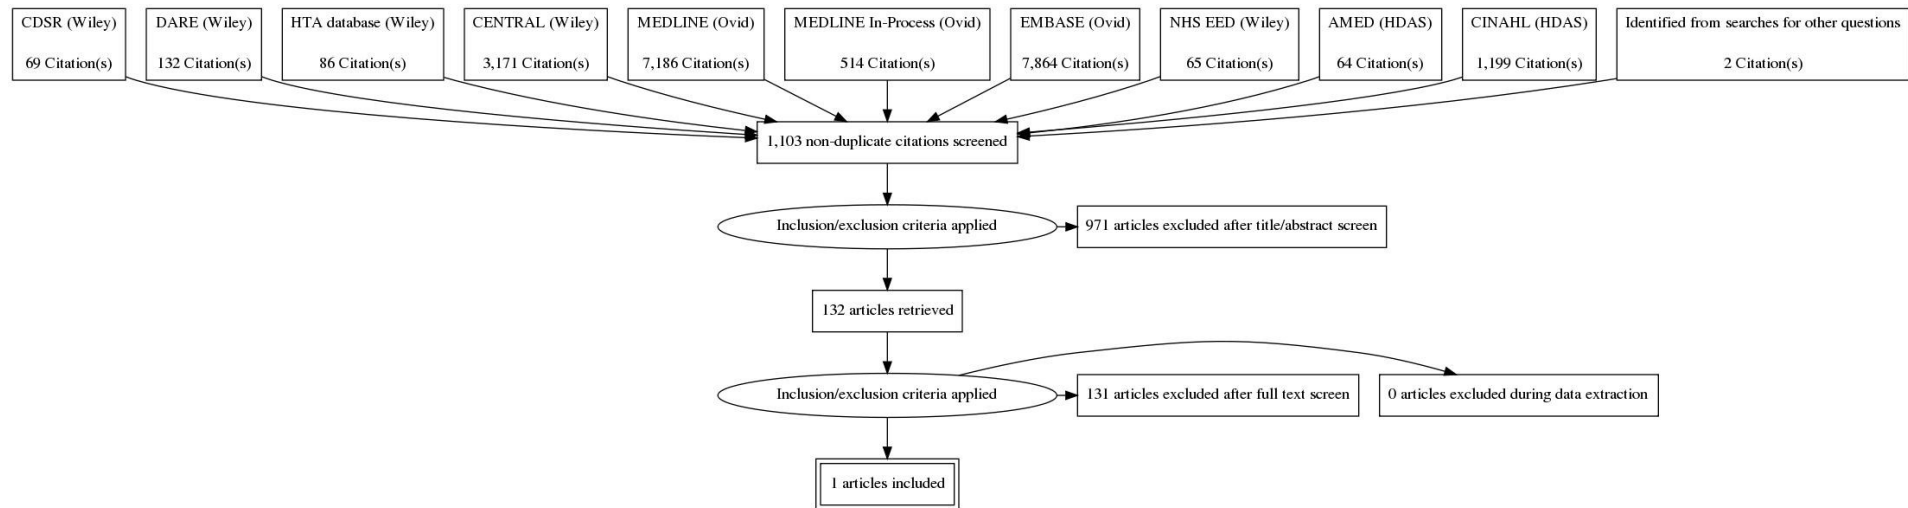 CDSR (Wiley)
69 Citation(s)
DARE (Wiley)
132 Citation(s)
HTA database (Wiley)
86 Citation(s)
CENTRAL (Wiley)
3,171 Citation(s)
MEDLINE (Ovid)
7,186 Citation(s)
MEDLINE In-Process (Ovid)
514 Citation(s)
EMBASE (Ovid)
7,864 Citation(s)
NHS EED (Wiley)
65 Citation(s)
AMED (HDAS)
64 Citation(s)
CINAHL (HDAS)
1,199 Citation(s)
Identified from searches for other questions
2 Citation(s)
1,103 non-duplicate citations screened
Inclusion/exclusion criteria applied
971 articles excluded after title/abstract screen
132 articles retrieved
Inclusion/exclusion criteria applied
131 articles excluded after full text screen
0 articles excluded during data extraction
1 articles included